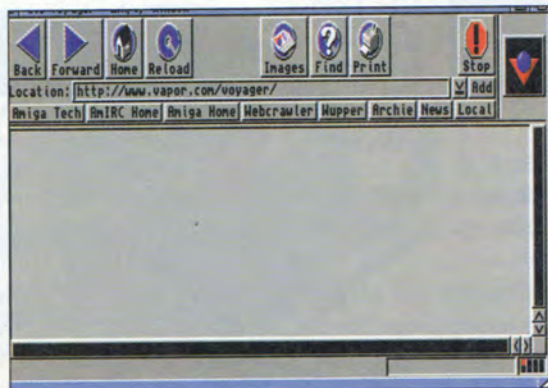 Back Forward Home Reload Images Find Print Stop
Location: http://www.vapor.com/voyager/ Add
Amiga Tech AmIRC Home Amiga Home Webcrawler Wupper Archie News Local